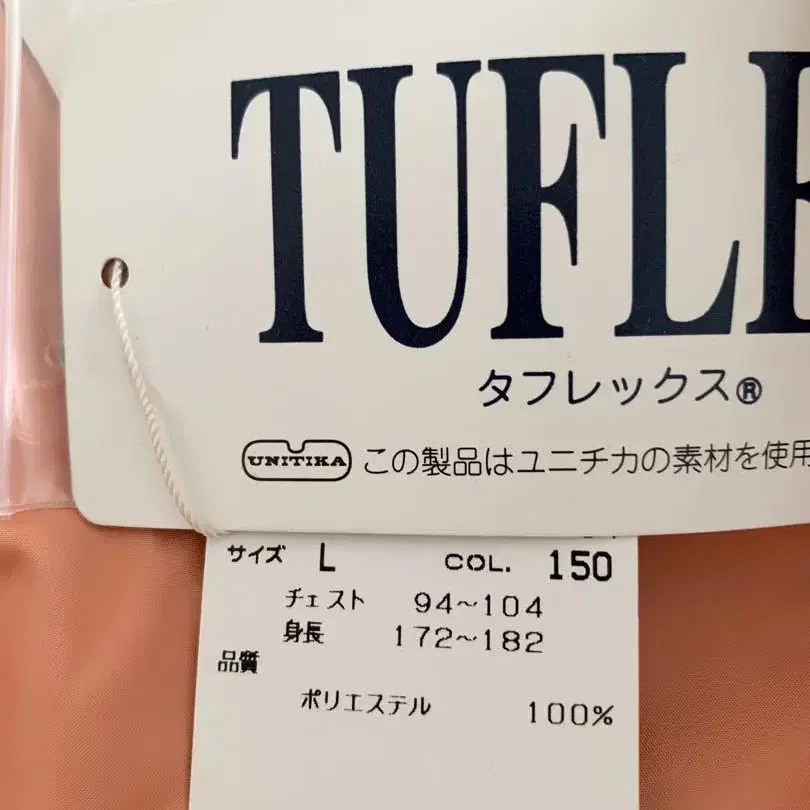 TUFLE
タフレックス®
UNITIKA この製品はユニチカの素材を使用
サイズ L COL. 150
チェスト 94~104
身長 172~182
品質
ポリエステル 100%